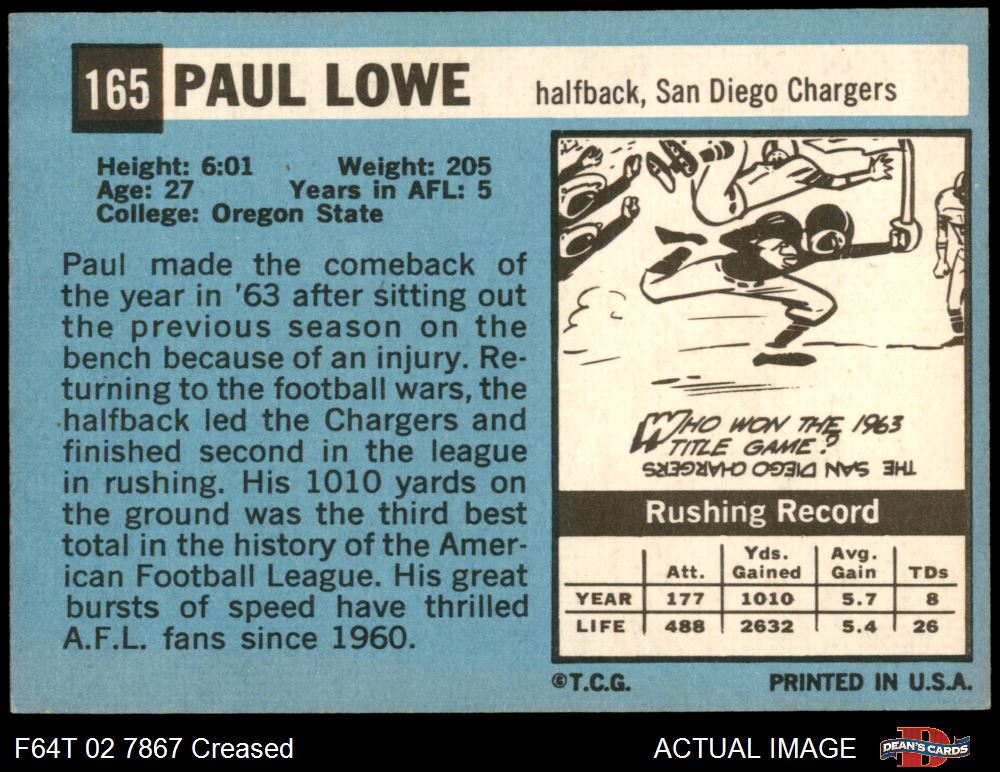 165 PAUL LOWE halfback, San Diego Chargers
Height: 6:01 Weight: 205
Age: 27 Years in AFL: 5
College: Oregon State
Paul made the comeback of
the year in '63 after sitting out
the previous season on the
bench because of an injury. Re-
turning to the football wars, the
halfback led the Chargers and
finished second in the league
in rushing. His 1010 yards on
the ground was the third best
total in the history of the Amer-
ican Football League. His great
bursts of speed have thrilled
A.F.L. fans since 1960.
WHO WON THE 1963
TITLE GAME?
THE SAN DIEGO CHARGERS
Rushing Record
Att. Yds. Gained Avg. Gain TDs
YEAR 177 1010 5.7 8
LIFE 488 2632 5.4 26
©T.C.G. PRINTED IN U.S.A.
F64T 02 7867 Creased ACTUAL IMAGE DEAN'S CARDS